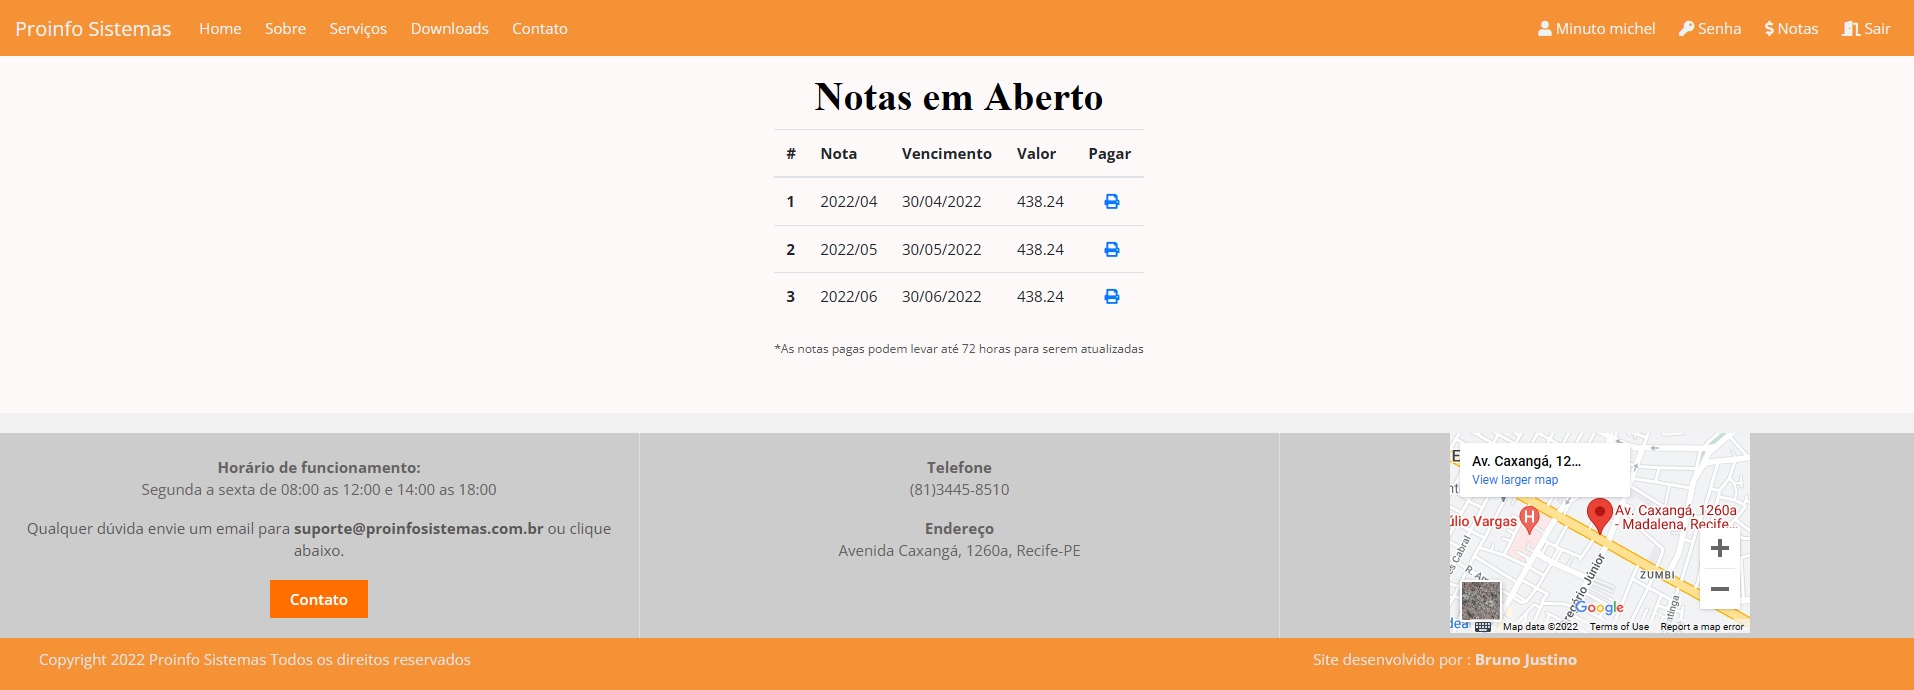 Proinfo Sistemas Home Sobre Serviços Downloads Contato Minuto michel Senha Notas Sair
Notas em Aberto
# Nota Vencimento Valor Pagar
1 2022/04 30/04/2022 438.24
2 2022/05 30/05/2022 438.24
3 2022/06 30/06/2022 438.24
*As notas pagas podem levar até 72 horas para serem atualizadas
Horário de funcionamento:
Segunda a sexta de 08:00 as 12:00 e 14:00 as 18:00
Qualquer dúvida envie um email para suporte@proinfosistemas.com.br ou clique
abaixo.
Contato
Telefone
(81)3445-8510
Endereço
Avenida Caxangá, 1260a, Recife-PE
Av. Caxangá, 12...
View larger map
úlio Vargas
H
Av. Caxangá, 1260a
- Madalena, Recife...
s Cabral
R. A
egório Júnior
ZUMBI
tinga
Google
Map data ©2022 Terms of Use Report a map error
Copyright 2022 Proinfo Sistemas Todos os direitos reservados
Site desenvolvido por : Bruno Justino